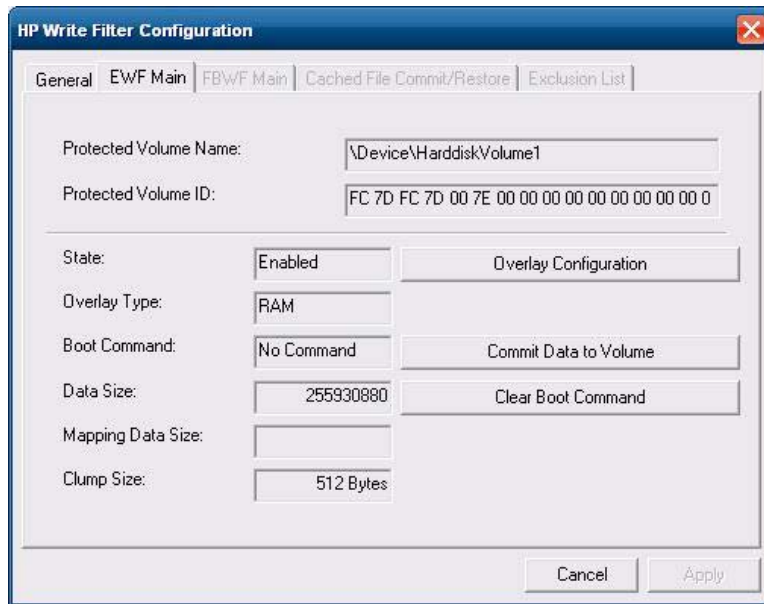 HP Write Filter Configuration
General EWF Main FBWF Main Cached File Commit/Restore Exclusion List
Protected Volume Name: \Device\HarddiskVolume1
Protected Volume ID: FC 7D FC 7D 00 7E 00 00 00 00 00 00 00 00 00 0
State: Enabled Overlay Configuration
Overlay Type: RAM
Boot Command: No Command Commit Data to Volume
Data Size: 255930880 Clear Boot Command
Mapping Data Size:
Clump Size: 512 Bytes
Cancel Apply